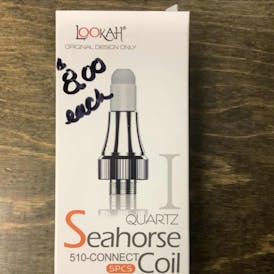 LOOKAH®
ORIGINAL DESIGN ONLY
$8.00
each
I
QUARTZ
Seahorse
510-CONNECT Coil
5PCS